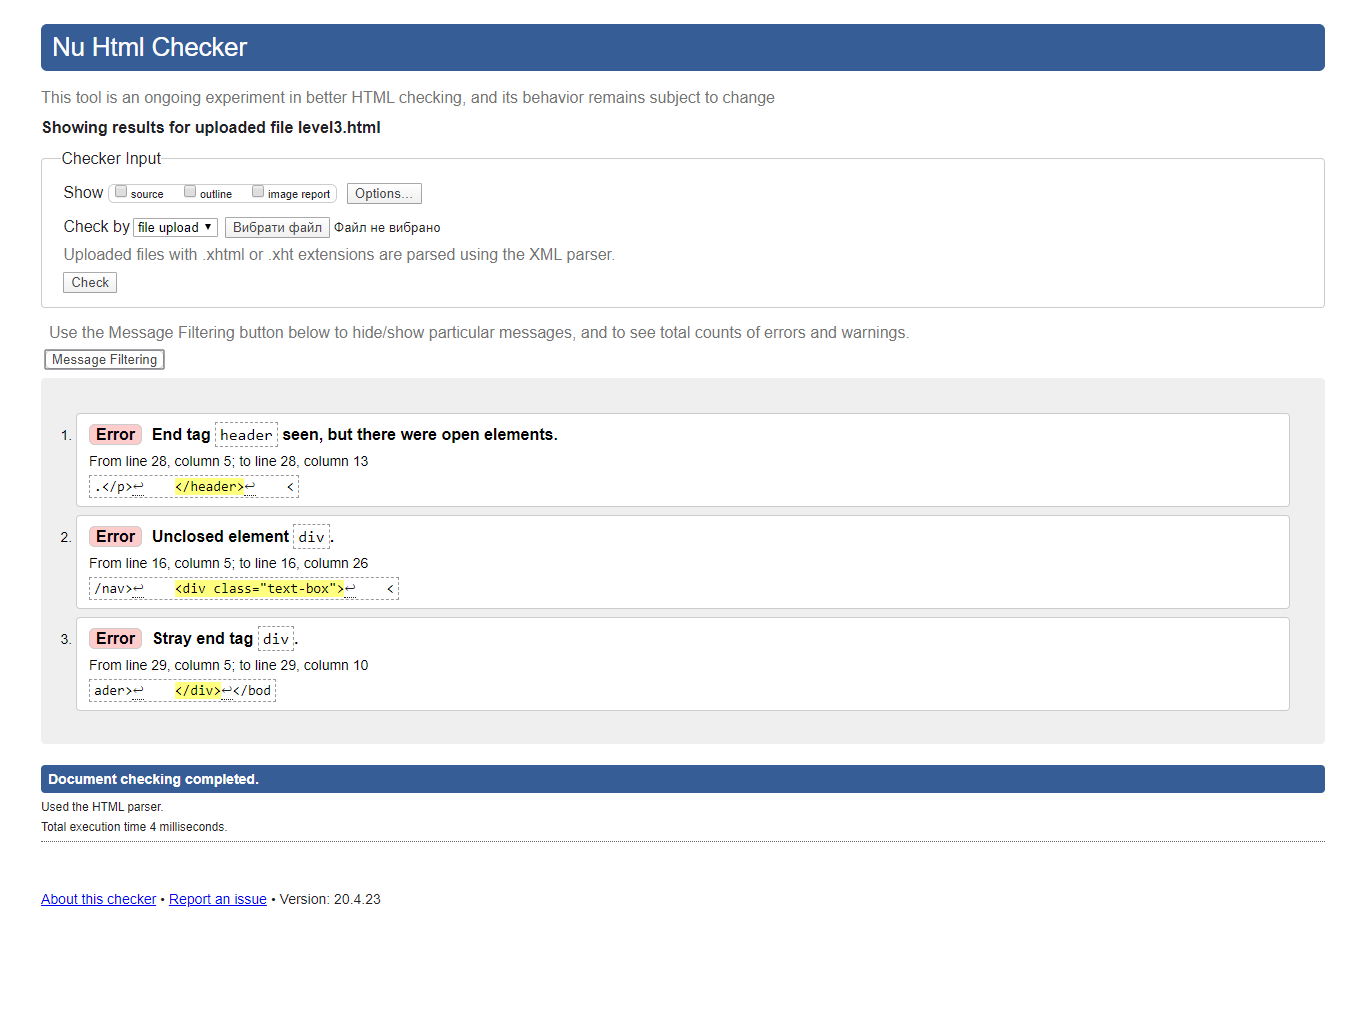 Nu Html Checker
This tool is an ongoing experiment in better HTML checking, and its behavior remains subject to change
Showing results for uploaded file level3.html
Checker Input
Show source outline image report Options...
Check by file upload ▼ Вибрати файл Файл не вибрано
Uploaded files with .xhtml or .xht extensions are parsed using the XML parser.
Check
Use the Message Filtering button below to hide/show particular messages, and to see total counts of errors and warnings.
Message Filtering
1. Error End tag header seen, but there were open elements.
From line 28, column 5; to line 28, column 13
.</p>↩    </header>↩    <
2. Error Unclosed element div.
From line 16, column 5; to line 16, column 26
/nav>↩    <div class="text-box">↩    <
3. Error Stray end tag div.
From line 29, column 5; to line 29, column 10
ader>↩    </div>↩</bod
Document checking completed.
Used the HTML parser.
Total execution time 4 milliseconds.
About this checker • Report an issue • Version: 20.4.23